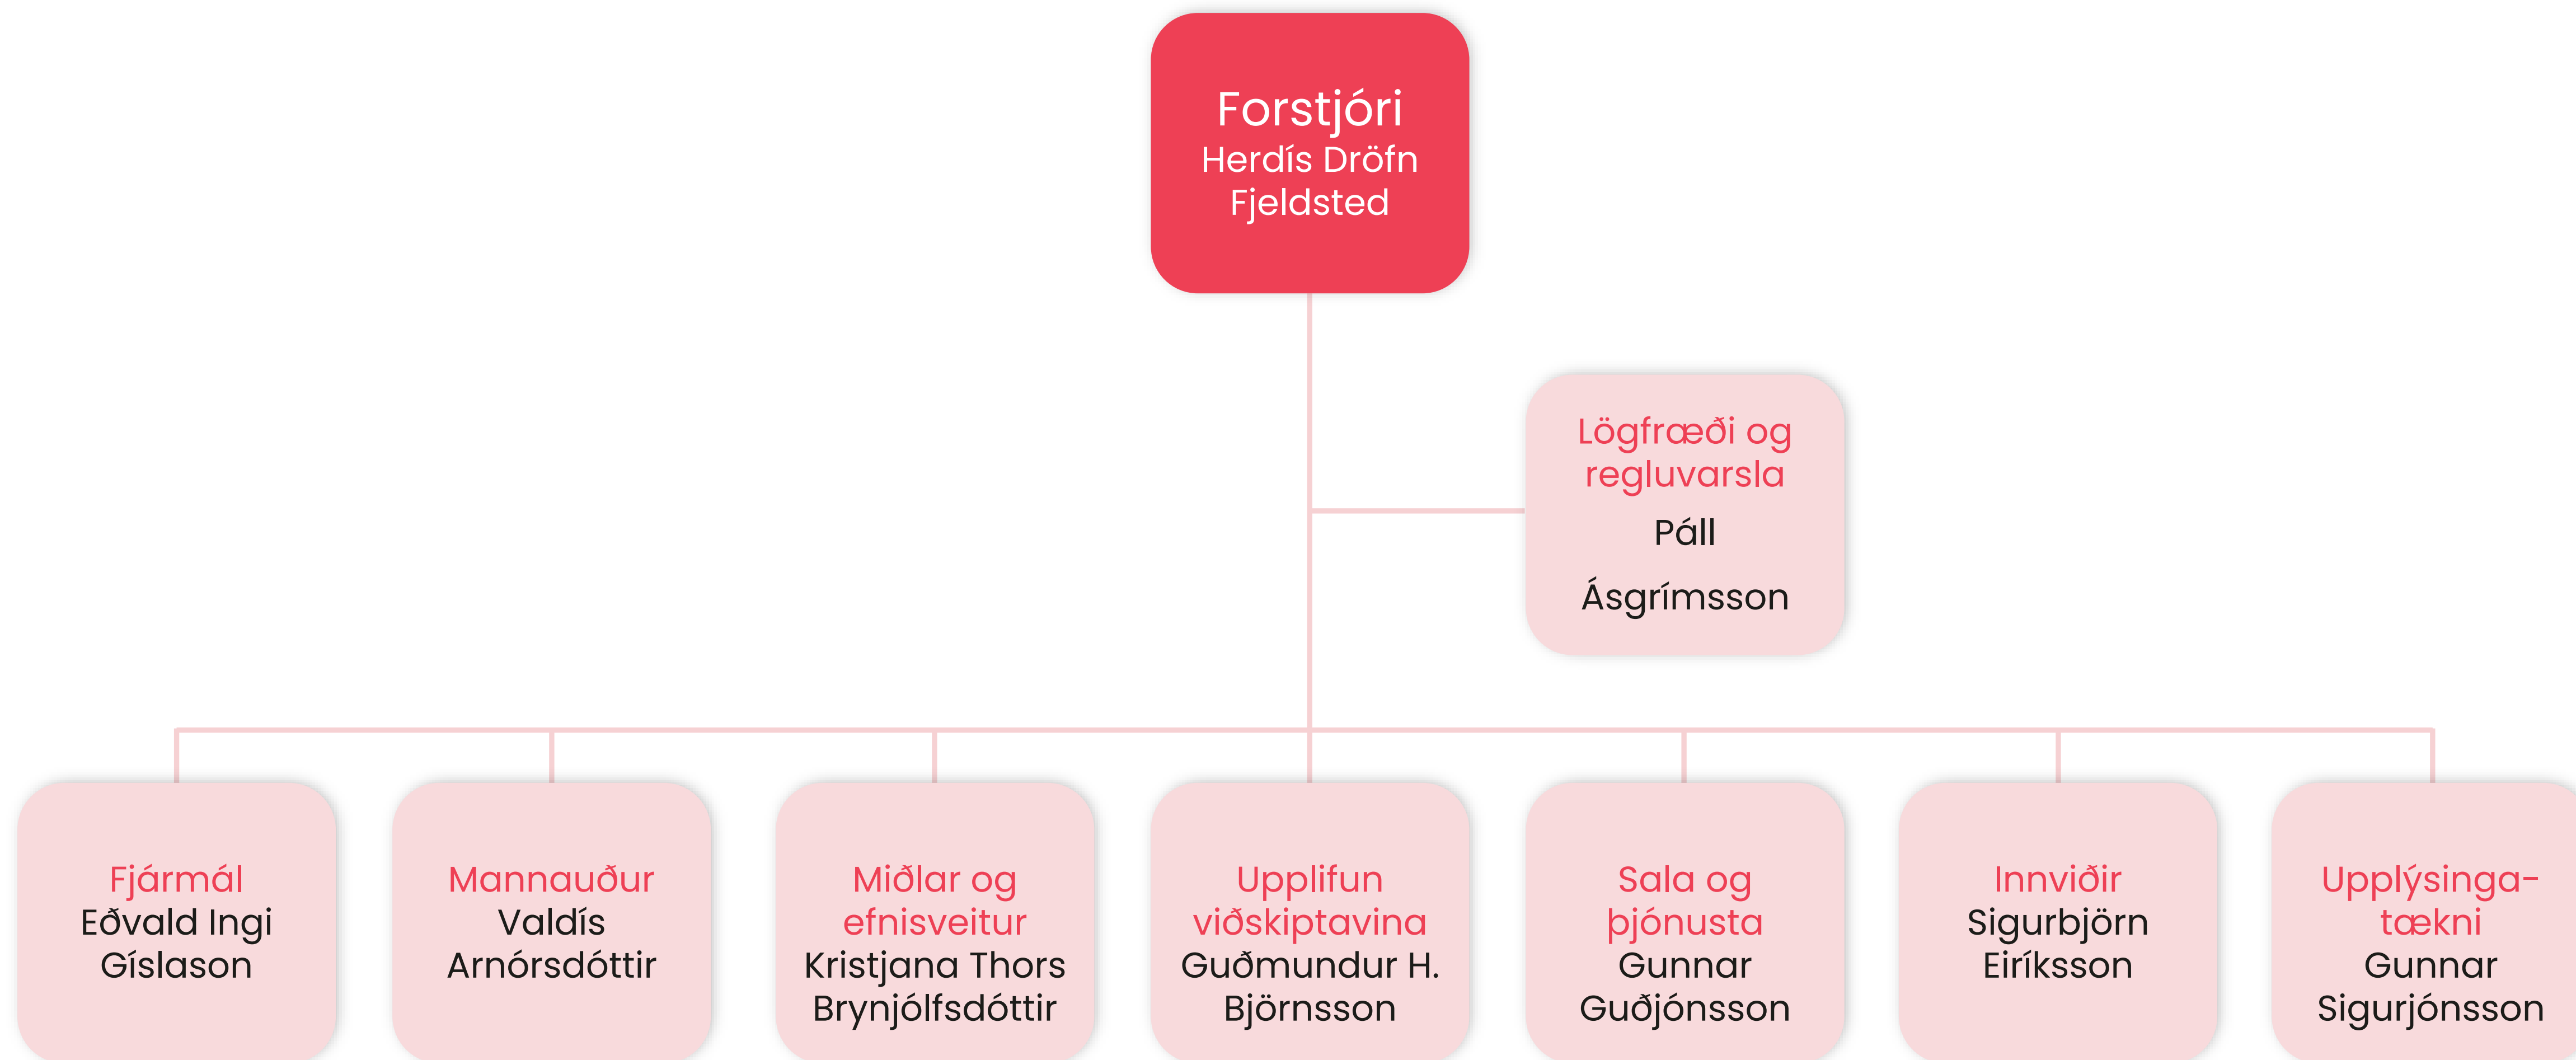 Forstjóri
Herdís Dröfn
Fjeldsted
Lögfræði og
regluvarsla
Páll
Ásgrímsson
Fjármál
Eðvald Ingi
Gíslason
Mannauður
Valdís
Arnórsdóttir
Miðlar og
efnisveitur
Kristjana Thors
Brynjólfsdóttir
Upplifun
viðskiptavina
Guðmundur H.
Björnsson
Sala og
þjónusta
Gunnar
Guðjónsson
Innviðir
Sigurbjörn
Eiríksson
Upplýsinga-
tækni
Gunnar
Sigurjónsson